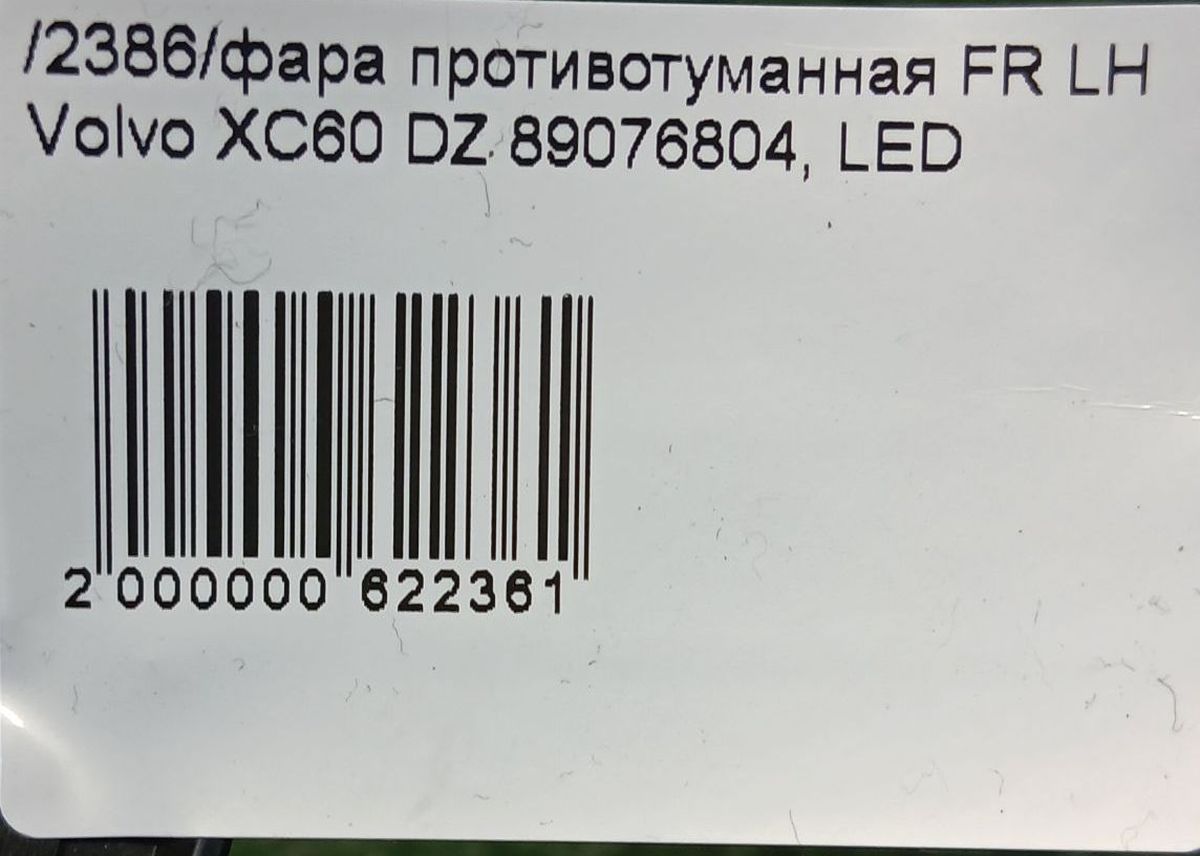 /2386/фара противотуманная FR LH
Volvo XC60 DZ 89076804, LED
2 000000 622361